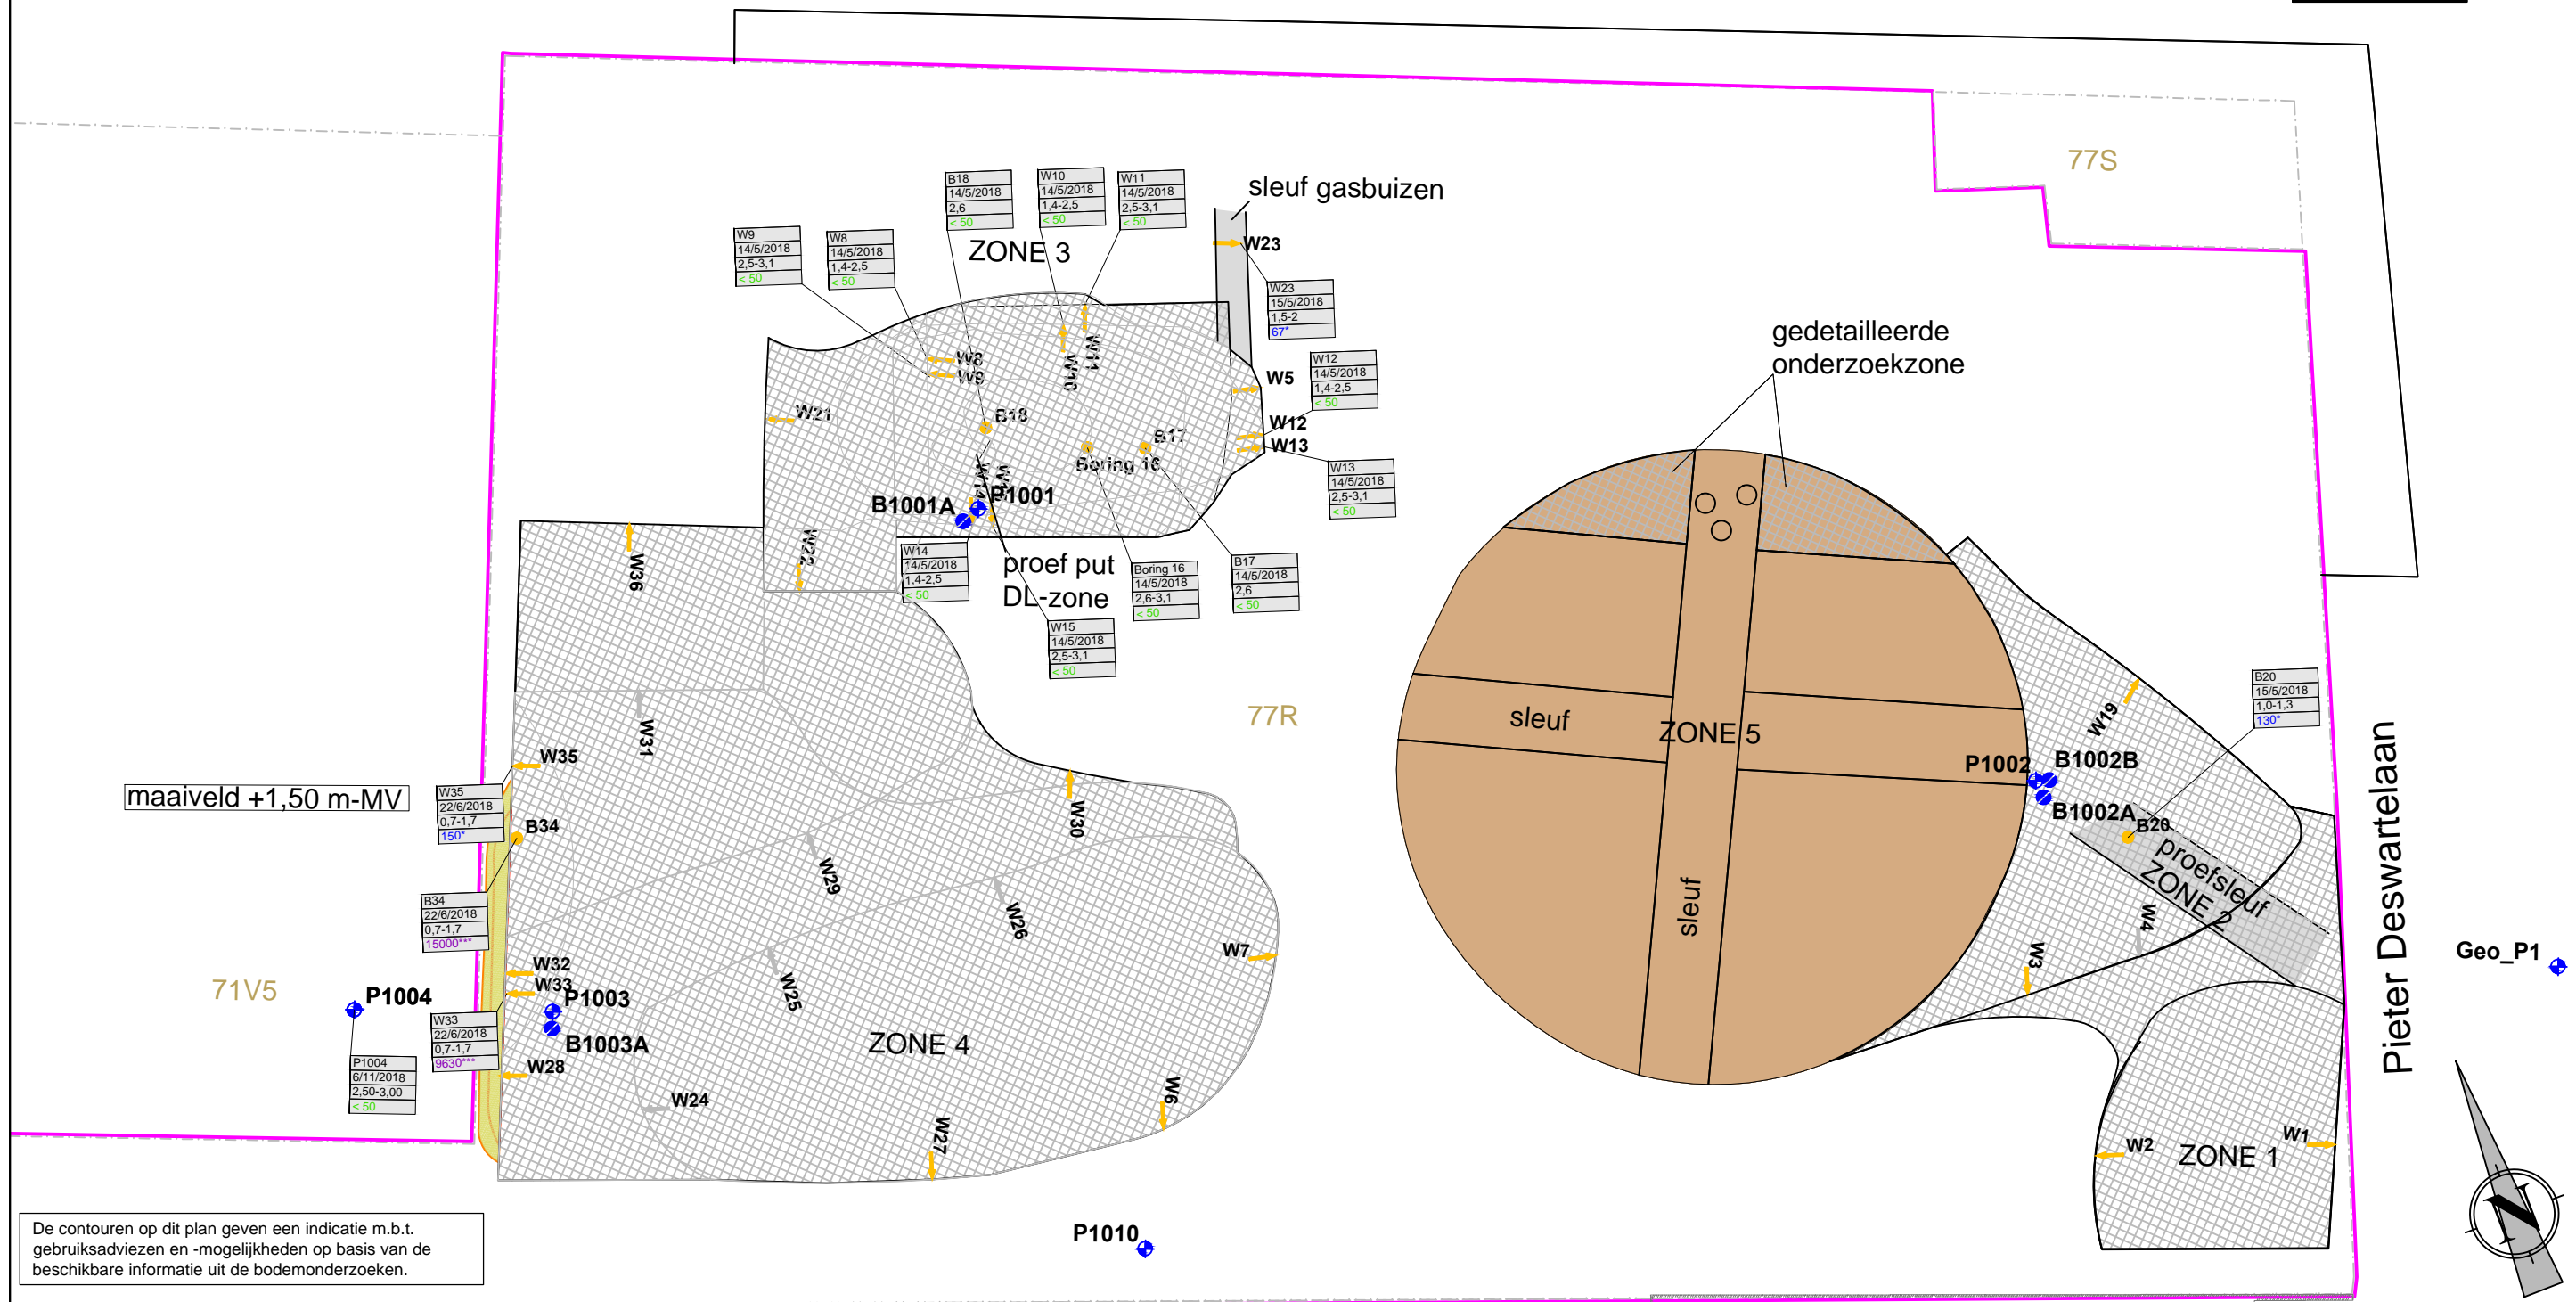 77S
sleuf gasbuizen
B18
14/5/2018
2,6
< 50
W10
14/5/2018
1,4-2,5
< 50
W11
14/5/2018
2,5-3,1
< 50
W9
14/5/2018
2,5-3,1
< 50
W8
14/5/2018
1,4-2,5
< 50
ZONE 3
W23
W23
15/5/2018
1,5-2
67*
gedetailleerde
onderzoekzone
W8
W9
W10
W11
W5
W12
14/5/2018
1,4-2,5
< 50
W21
B18
W12
W13
B17
Boring 16
W13
14/5/2018
2,5-3,1
< 50
W14
P1001
B1001A
W22
W36
W14
14/5/2018
1,4-2,5
< 50
proef put
DL-zone
Boring 16
14/5/2018
2,6-3,1
< 50
B17
14/5/2018
2,6
< 50
W15
14/5/2018
2,5-3,1
< 50
77R
sleuf
ZONE 5
sleuf
W19
B20
15/5/2018
1,0-1,3
130*
P1002
B1002B
B1002A
B20
proefsleuf
ZONE 2
W4
W3
Pieter Deswartelaan
Geo_P1
W31
W35
maaiveld +1,50 m-MV
W35
22/6/2018
0,7-1,7
150*
B34
W30
W29
W26
W25
W7
B34
22/6/2018
0,7-1,7
15000***
W32
W33
71V5
P1004
P1003
B1003A
W33
22/6/2018
0,7-1,7
9630***
ZONE 4
W28
P1004
6/11/2018
2,50-3,00
< 50
W24
W27
W6
W2
ZONE 1
W1
N
P1010
De contouren op dit plan geven een indicatie m.b.t.
gebruiksadviezen en -mogelijkheden op basis van de
beschikbare informatie uit de bodemonderzoeken.